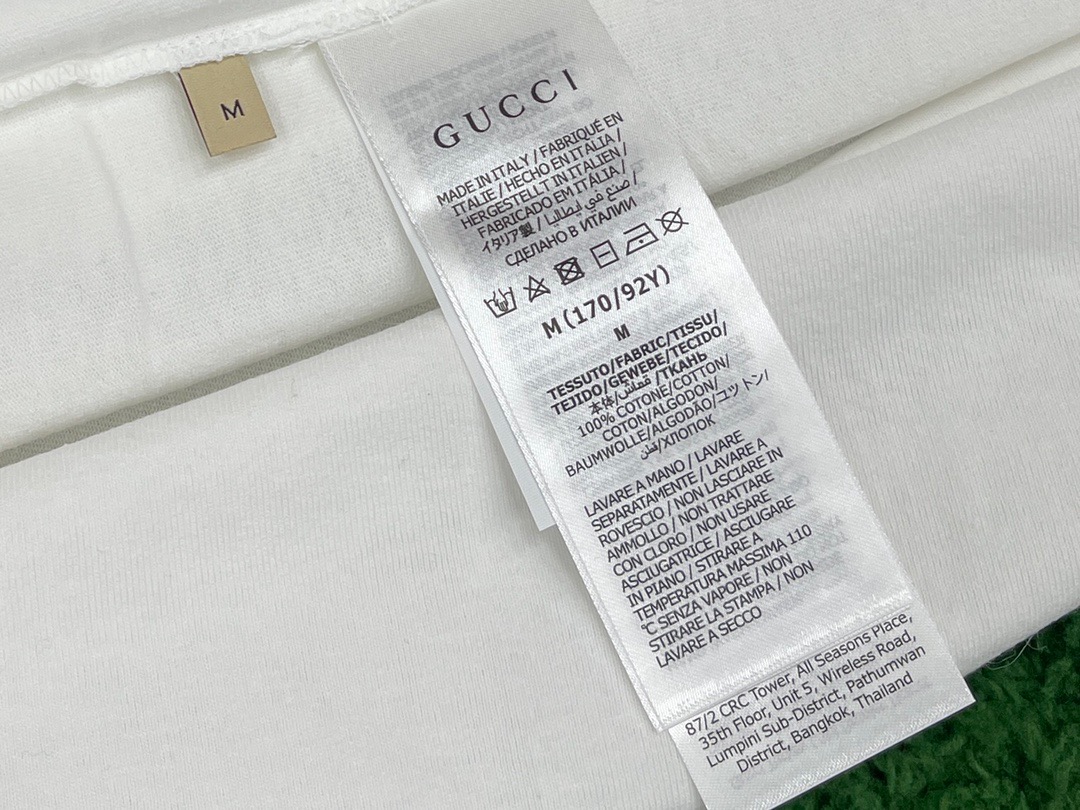 M
GUCCI
MADE IN ITALY / FABRIQUÉ EN
ITALIE / HECHO EN ITALIA /
HERGESTELLT IN ITALIEN /
FABRICADO EM ITÁLIA /
イタリア製 / صنع في ايطاليا /
СДЕЛАНО В ИТАЛИИ
M(170/92Y)
M
TESSUTO/FABRIC/TISSU/
TEJIDO/GEWEBE/TECIDO/
本体/قماش/ТКАНЬ
100% COTONE/COTTON/
COTON/ALGODON/
BAUMWOLLE/ALGODÃO/コットン/
قطن/ХЛОПОК
LAVARE A MANO / LAVARE
SEPARATAMENTE / LAVARE A
ROVESCIO / NON LASCIARE IN
AMMOLLO / NON TRATTARE
CON CLORO / NON USARE
ASCIUGATRICE / ASCIUGARE
IN PIANO / STIRARE A
TEMPERATURA MASSIMA 110
°C SENZA VAPORE / NON
STIRARE LA STAMPA / NON
LAVARE A SECCO
87/2 CRC Tower, All Seasons Place,
35th Floor, Unit 5, Wireless Road,
Lumpini Sub-District, Pathumwan
District, Bangkok, Thailand